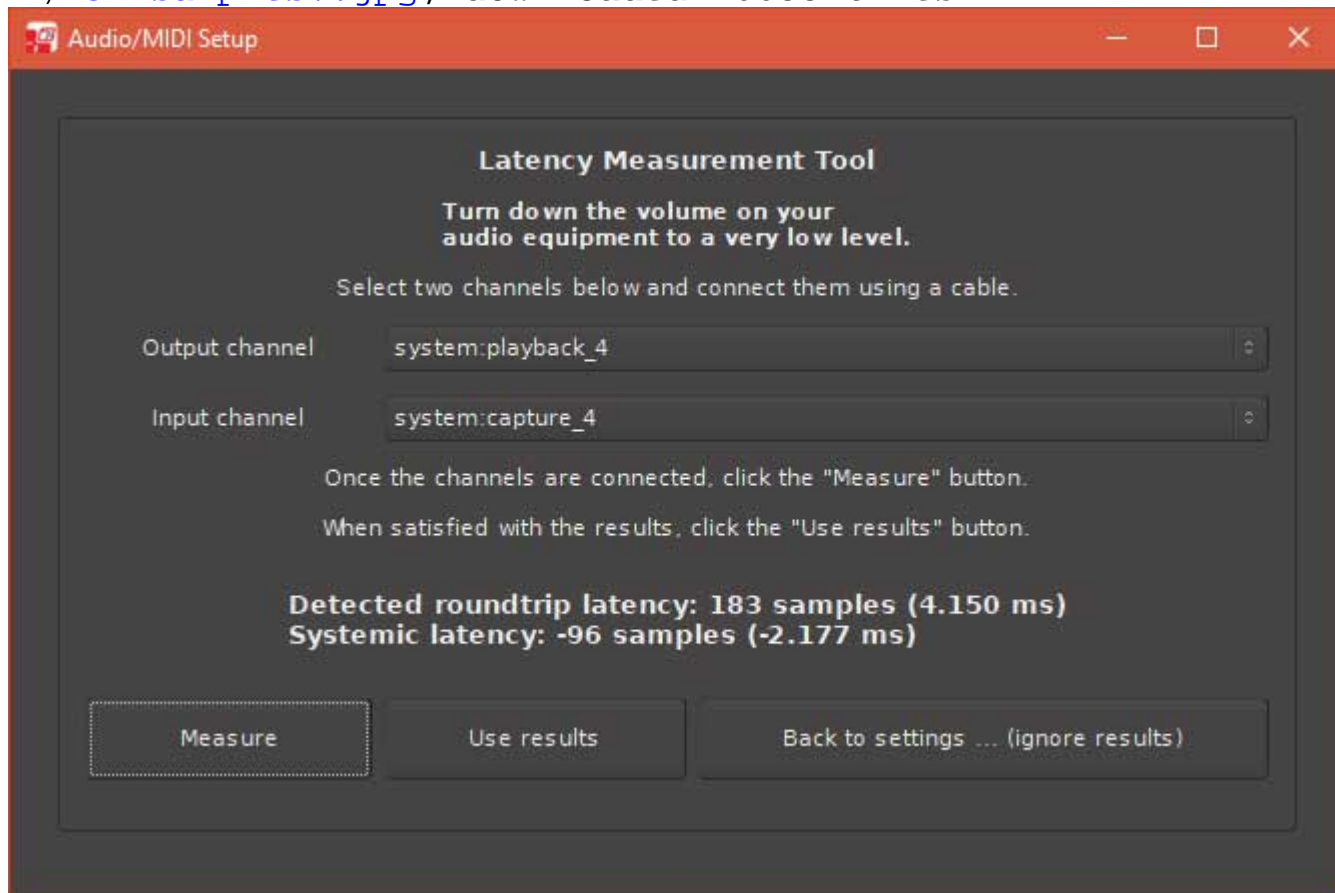 Audio/MIDI Setup
Latency Measurement Tool
Turn down the volume on your
audio equipment to a very low level.
Select two channels below and connect them using a cable.
Output channel system:playback_4
Input channel system:capture_4
Once the channels are connected, click the "Measure" button.
When satisfied with the results, click the "Use results" button.
Detected roundtrip latency: 183 samples (4.150 ms)
Systemic latency: -96 samples (-2.177 ms)
Measure Use results Back to settings ... (ignore results)